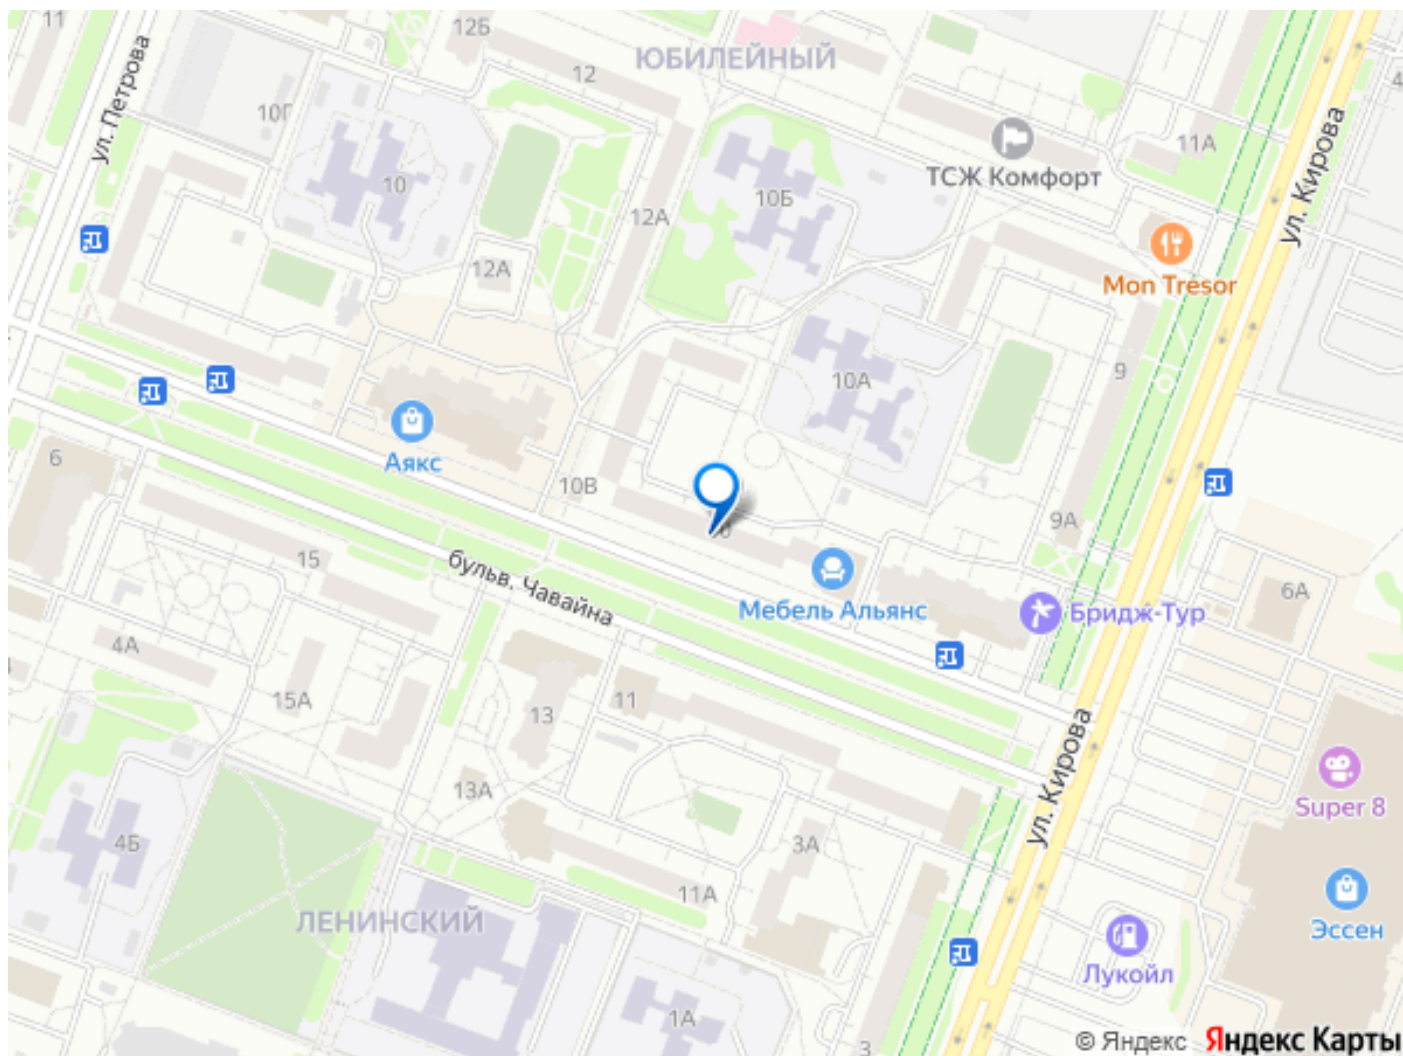 11
12Б
ЮБИЛЕЙНЫЙ
12
ул. Петрова
10Г
11А
ТСЖ Комфорт
ул. Кирова
10
10Б
12А
12А
Mon Trésor
10А
9
Аякс
6
10В
9А
15
бульв. Чавайна
Мебель Альянс
Бридж-Тур
6А
4А
15А
13
11
ул. Кирова
13А
Super 8
4Б
3А
11А
ЛЕНИНСКИЙ
Эссен
Лукойл
1А
3
© Яндекс Яндекс Карты